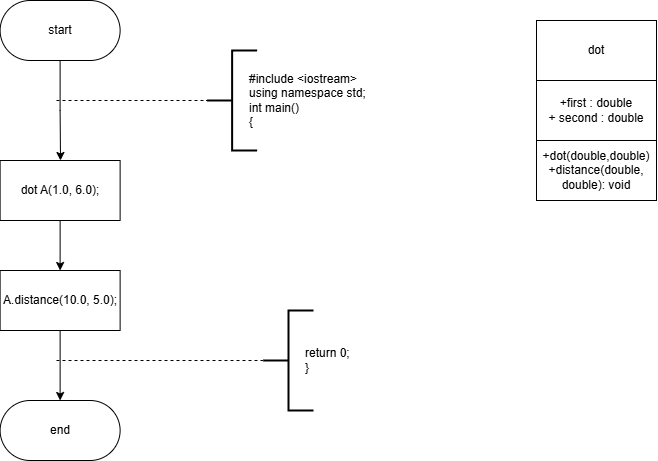 start
#include <iostream>
using namespace std;
int main()
{
dot A(1.0, 6.0);
A.distance(10.0, 5.0);
return 0;
}
end
dot
+first : double
+ second : double
+dot(double,double)
+distance(double,
double): void